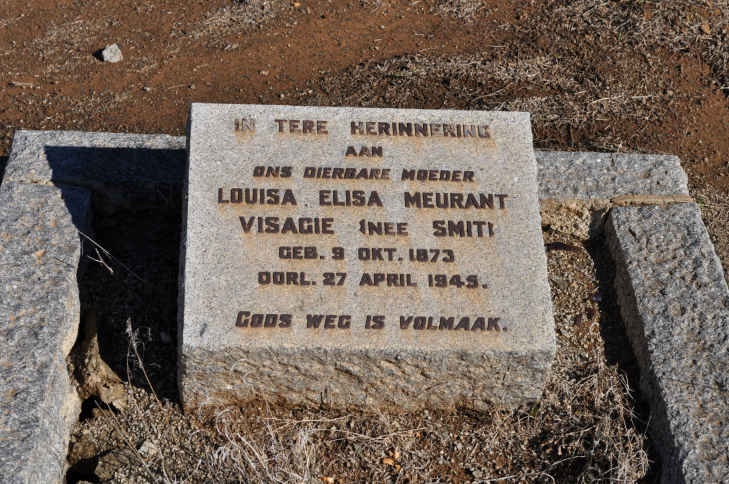 IN TERE HERINNERING
AAN
ONS DIERBARE MOEDER
LOUISA ELISA MEURANT
VISAGIE (NEE SMIT)
GEB. 9 OKT. 1873
OORL. 27 APRIL 1949.
GODS WEG IS VOLMAAK.